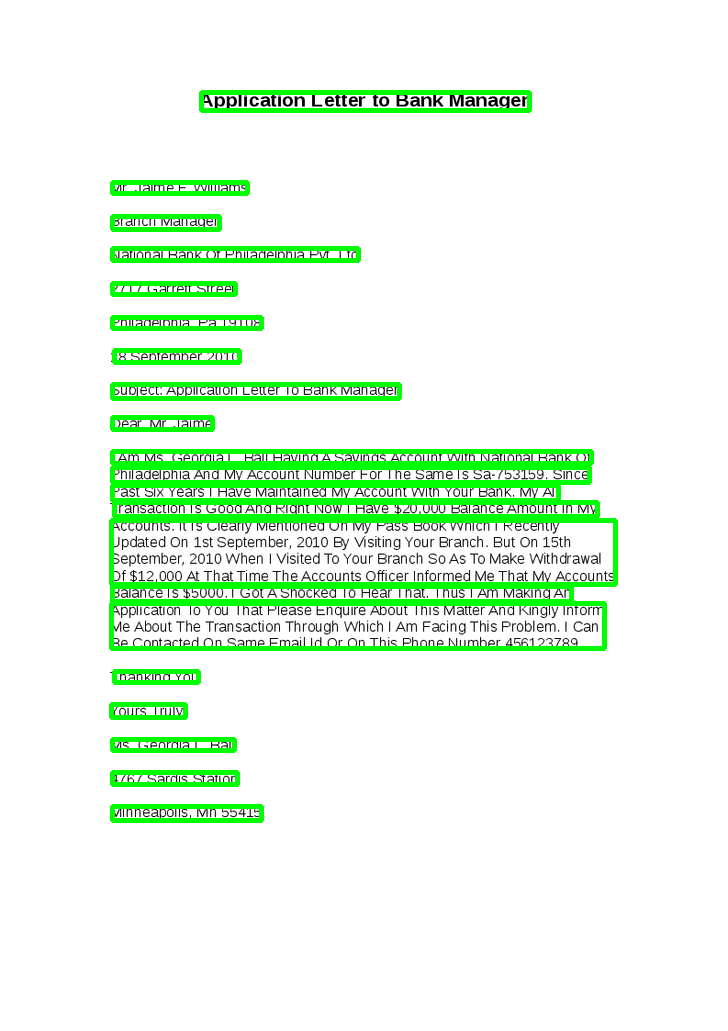 Application Letter to Bank Manager
Mr. Jaime F. Williams
Branch Manager
National Bank Of Philadelphia Pvt. Ltd
2717 Garrett Street
Philadelphia, Pa 19108
18 September 2010
Subject: Application Letter To Bank Manager
Dear, Mr. Jaime
I Am Ms. Georgia L. Ball Having A Savings Account With National Bank Of
Philadelphia And My Account Number For The Same Is Sa-753159. Since
Past Six Years I Have Maintained My Account With Your Bank. My Al
Transaction Is Good And Right Now I Have $20,000 Balance Amount In My
Accounts. It Is Clearly Mentioned On My Pass Book Which I Recently
Updated On 1st September, 2010 By Visiting Your Branch. But On 15th
September, 2010 When I Visited To Your Branch So As To Make Withdrawal
Of $12,000 At That Time The Accounts Officer Informed Me That My Accounts
Balance Is $5000. I Got A Shocked To Hear That. Thus I Am Making An
Application To You That Please Enquire About This Matter And Kingly Inform
Me About The Transaction Through Which I Am Facing This Problem. I Can
Be Contacted On Same Email Id Or On This Phone Number 456123789
Thanking You
Yours Truly
Ms. Georgia L. Ball
4767 Sardis Station
Minneapolis, Mn 55415